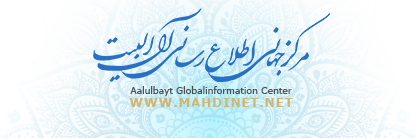 مرکز جهانی اطلاع رسانی آل البیت
Aalulbayt Globalinformation Center
WWW.MAHDINET.NET